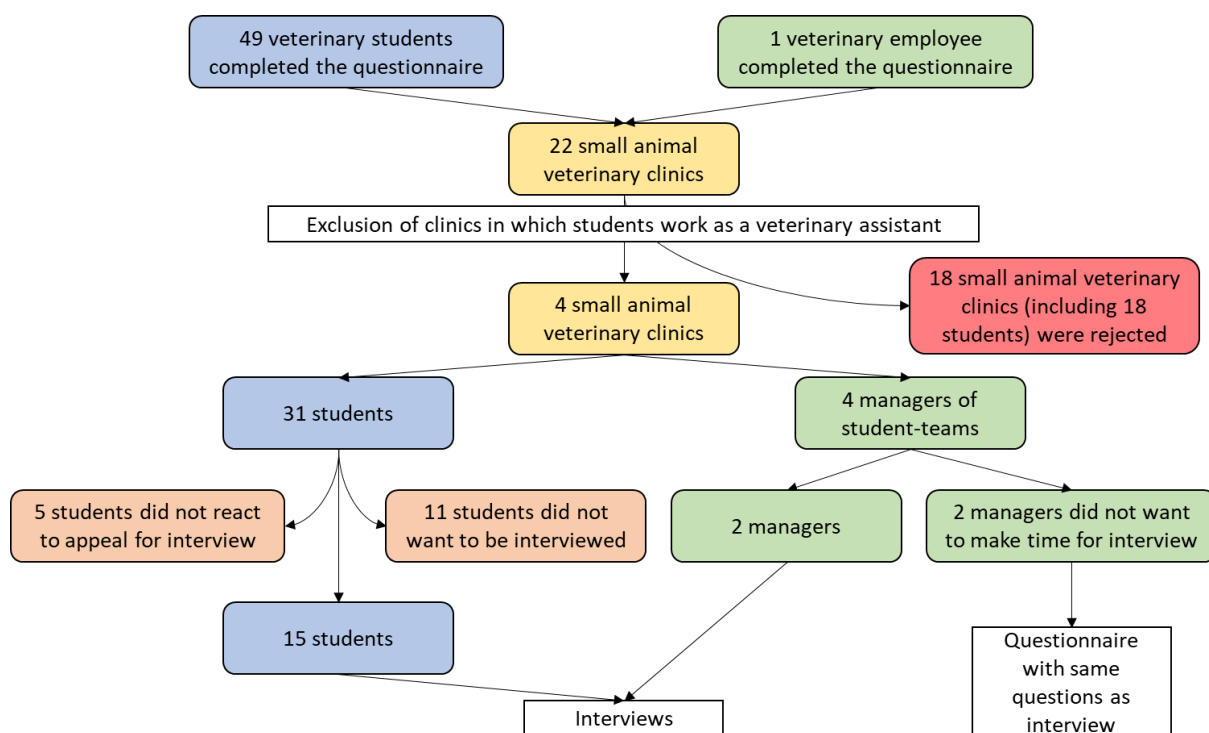 49 veterinary students
completed the questionnaire
1 veterinary employee
completed the questionnaire
22 small animal
veterinary clinics
Exclusion of clinics in which students work as a veterinary assistant
18 small animal veterinary
clinics (including 18
students) were rejected
4 small animal
veterinary clinics
31 students
4 managers of
student-teams
5 students did not react
to appeal for interview
11 students did not
want to be interviewed
2 managers
2 managers did not want
to make time for interview
15 students
Questionnaire
with same
questions as
interview
Interviews